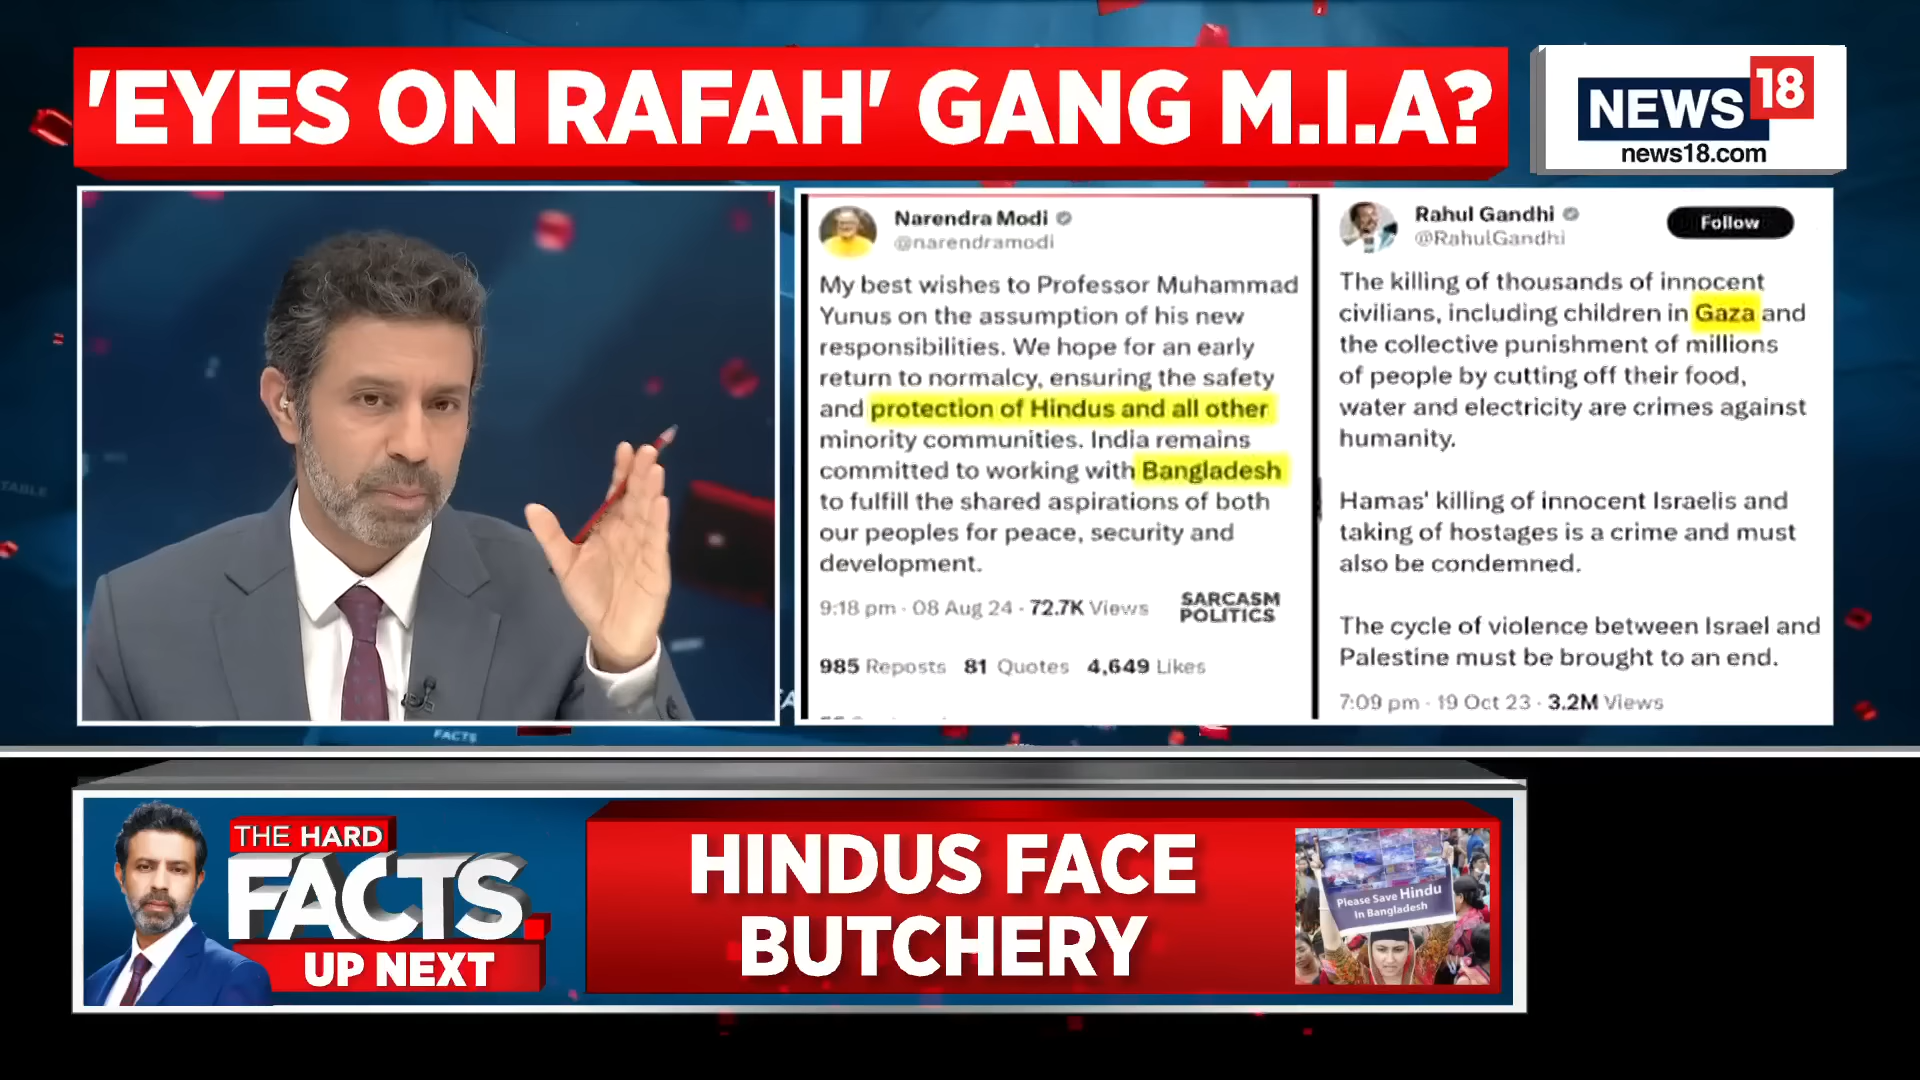 'EYES ON RAFAH' GANG M.I.A?
NEWS 18
news18.com
Narendra Modi
@narendramodi
My best wishes to Professor Muhammad
Yunus on the assumption of his new
responsibilities. We hope for an early
return to normalcy, ensuring the safety
and protection of Hindus and all other
minority communities. India remains
committed to working with Bangladesh
to fulfill the shared aspirations of both
our peoples for peace, security and
development.
9:18 pm · 08 Aug 24 · 72.7K Views
SARCASM
POLITICS
985 Reposts 81 Quotes 4,649 Likes
Rahul Gandhi
@RahulGandhi
Follow
The killing of thousands of innocent
civilians, including children in Gaza and
the collective punishment of millions
of people by cutting off their food,
water and electricity are crimes against
humanity.
Hamas' killing of innocent Israelis and
taking of hostages is a crime and must
also be condemned.
The cycle of violence between Israel and
Palestine must be brought to an end.
7:09 pm · 19 Oct 23 · 3.2M Views
TABLE
FACTS
THE HARD
FACTS.
UP NEXT
HINDUS FACE
BUTCHERY
Please Save Hindu
In Bangladesh